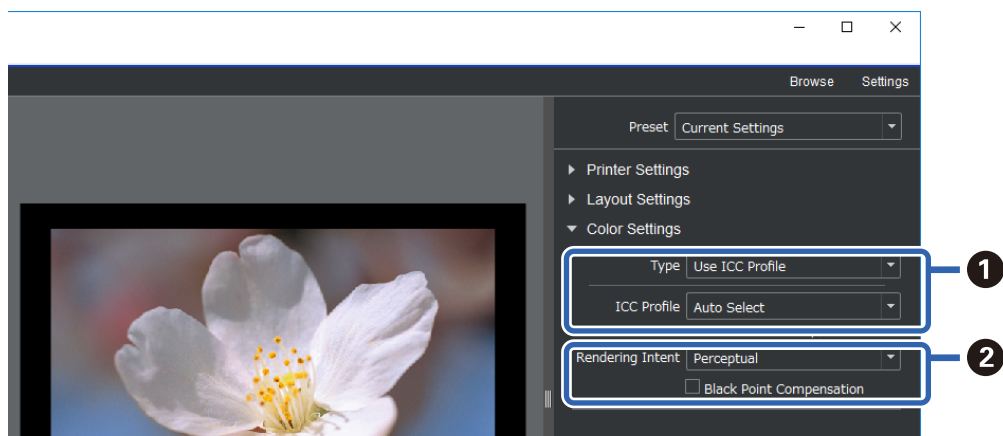 Browse Settings
Preset Current Settings
Printer Settings
Layout Settings
Color Settings
Type Use ICC Profile
1
ICC Profile Auto Select
Rendering Intent Perceptual
2
Black Point Compensation